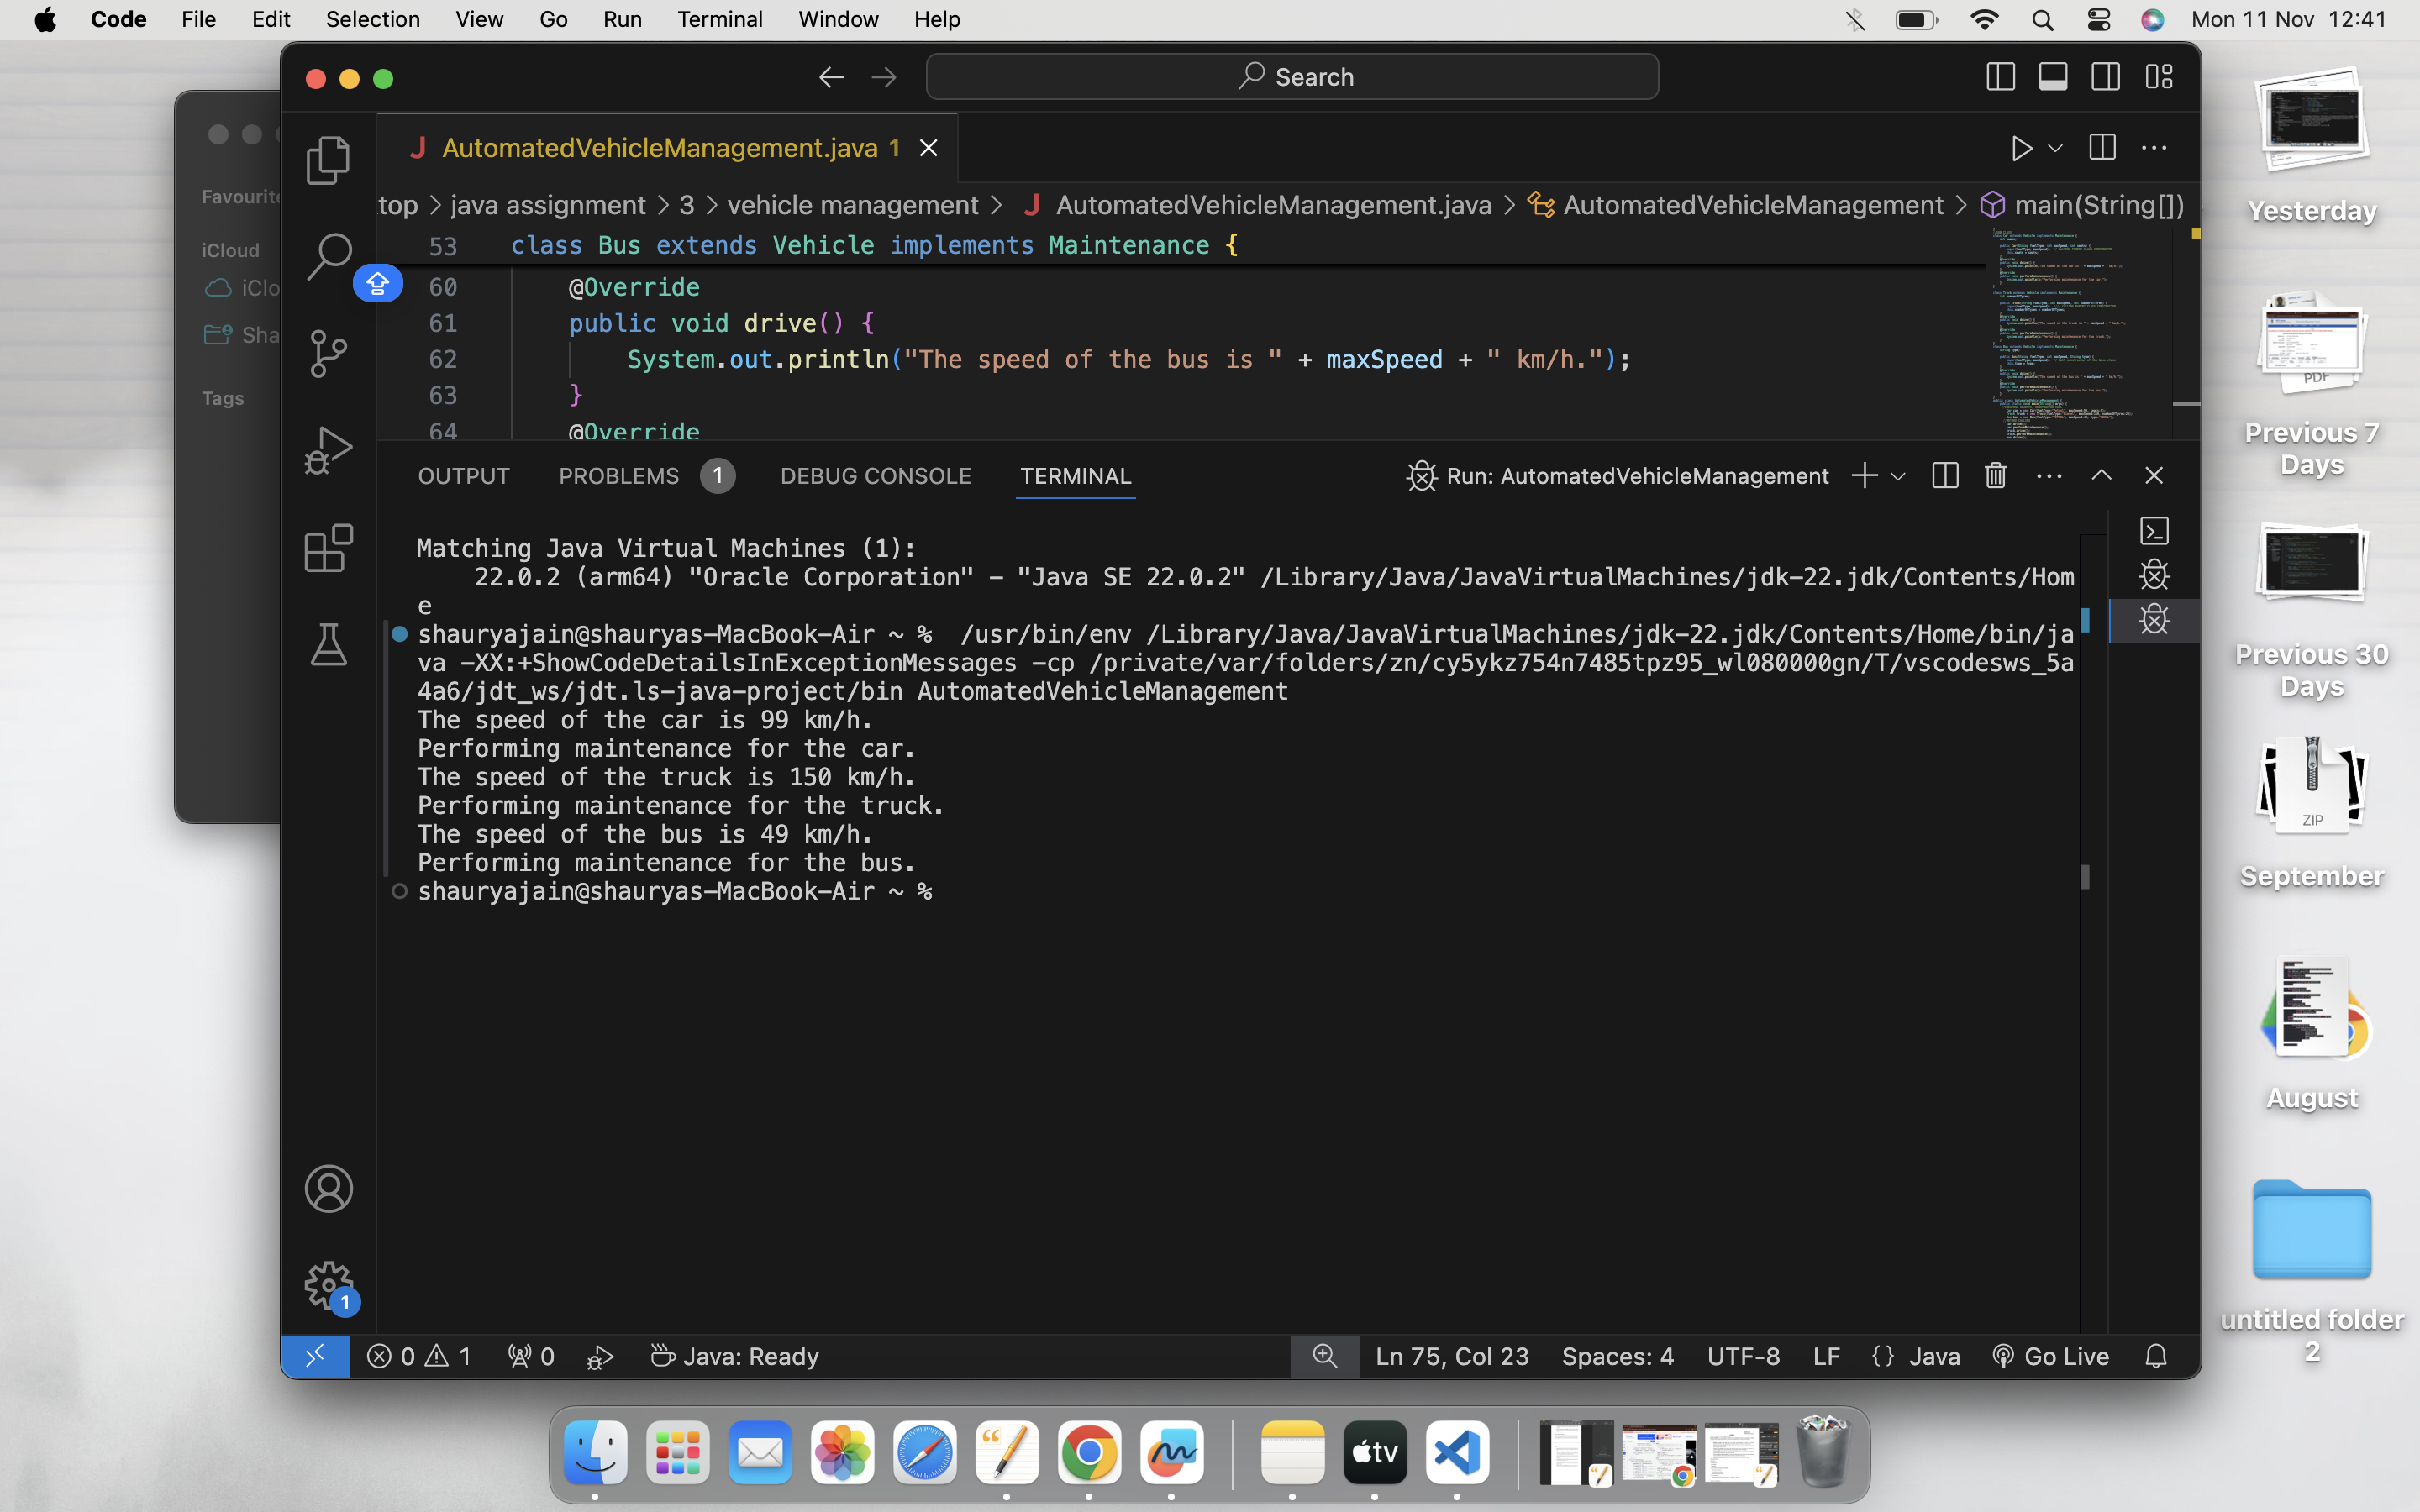 Code File Edit Selection View Go Run Terminal Window Help Mon 11 Nov 12:41
Search
Favourite
iCloud
iClo
Sha
Tags
J AutomatedVehicleManagement.java 1
top > java assignment > 3 > vehicle management > J AutomatedVehicleManagement.java > AutomatedVehicleManagement > main(String[])
53 class Bus extends Vehicle implements Maintenance {
60 @Override
61 public void drive() {
62 System.out.println("The speed of the bus is " + maxSpeed + " km/h.");
63 }
64 @Override
OUTPUT PROBLEMS 1 DEBUG CONSOLE TERMINAL Run: AutomatedVehicleManagement
Matching Java Virtual Machines (1):
22.0.2 (arm64) "Oracle Corporation" - "Java SE 22.0.2" /Library/Java/JavaVirtualMachines/jdk-22.jdk/Contents/Hom
e
shauryajain@shauryas-MacBook-Air ~ % /usr/bin/env /Library/Java/JavaVirtualMachines/jdk-22.jdk/Contents/Home/bin/ja
va -XX:+ShowCodeDetailsInExceptionMessages -cp /private/var/folders/zn/cy5ykz754n7485tpz95_wl080000gn/T/vscodesws_5a
4a6/jdt_ws/jdt.ls-java-project/bin AutomatedVehicleManagement
The speed of the car is 99 km/h.
Performing maintenance for the car.
The speed of the truck is 150 km/h.
Performing maintenance for the truck.
The speed of the bus is 49 km/h.
Performing maintenance for the bus.
shauryajain@shauryas-MacBook-Air ~ %
1
0 1 0 Java: Ready Ln 75, Col 23 Spaces: 4 UTF-8 LF {} Java Go Live
Yesterday
PDF
Previous 7
Days
Previous 30
Days
ZIP
September
August
untitled folder
2
tv